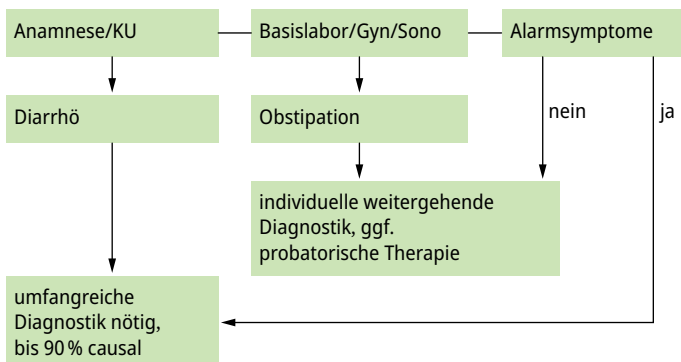 Anamnese/KU
Basislabor/Gyn/Sono
Alarmsymptome
Diarrhö
Obstipation
nein
ja
individuelle weitergehende
Diagnostik, ggf.
probatorische Therapie
umfangreiche
Diagnostik nötig,
bis 90 % causal